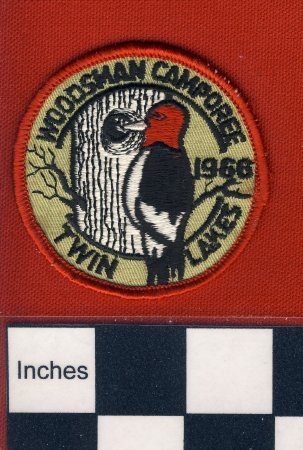 WOODSMAN CAMPOREE
1966
TWIN LAKES
Inches